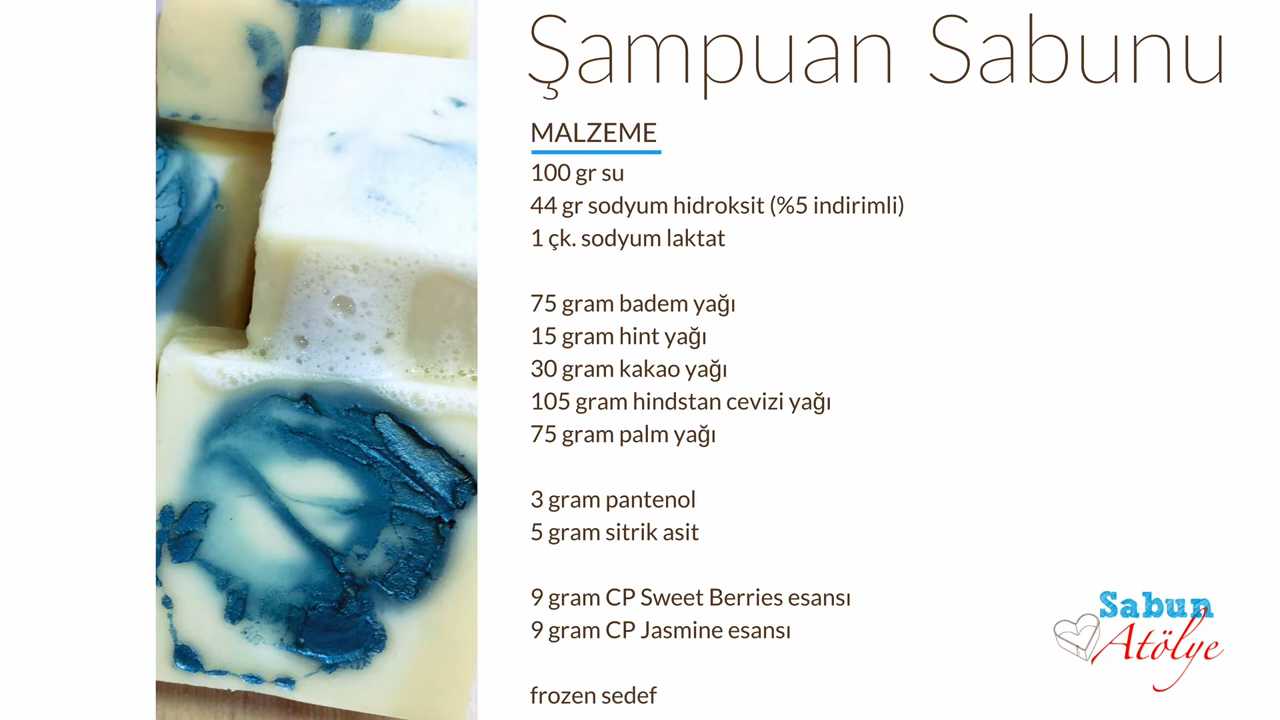 Şampuan Sabunu
MALZEME
100 gr su
44 gr sodyum hidroksit (%5 indirimli)
1 çk. sodyum laktat
75 gram badem yağı
15 gram hint yağı
30 gram kakao yağı
105 gram hindstan cevizi yağı
75 gram palm yağı
3 gram pantenol
5 gram sitrik asit
9 gram CP Sweet Berries esansı
9 gram CP Jasmine esansı
frozen sedef
Sabun
Atölye